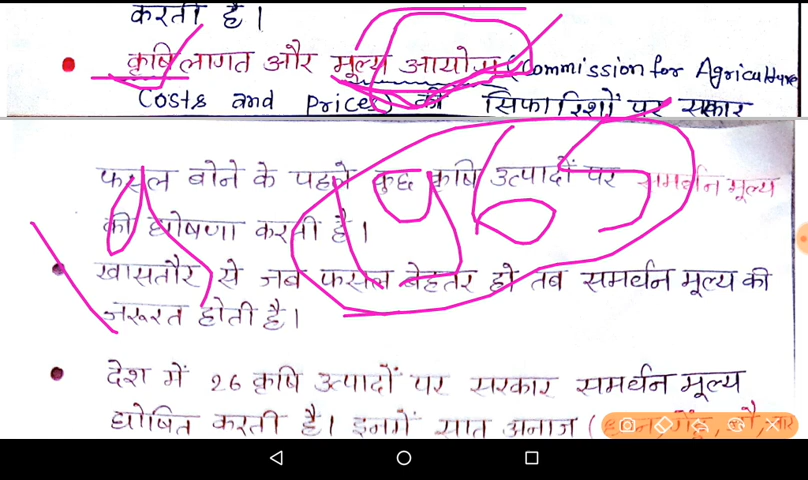 करती है।
कृषि लागत और मूल्य आयोग (Commission for Agriculture
Costs and Prices) की सिफारिशों पर सरकार
फसल बोने के पहले कुछ कृषि उत्पादों पर समर्थन मूल्य
की घोषणा करती है।
खासतौर से जब फसल बेहतर हो तब समर्थन मूल्य की
जरूरत होती है।
देश में 26 कृषि उत्पादों पर सरकार समर्थन मूल्य
घोषित करती है। इनमें सात अनाज (
965